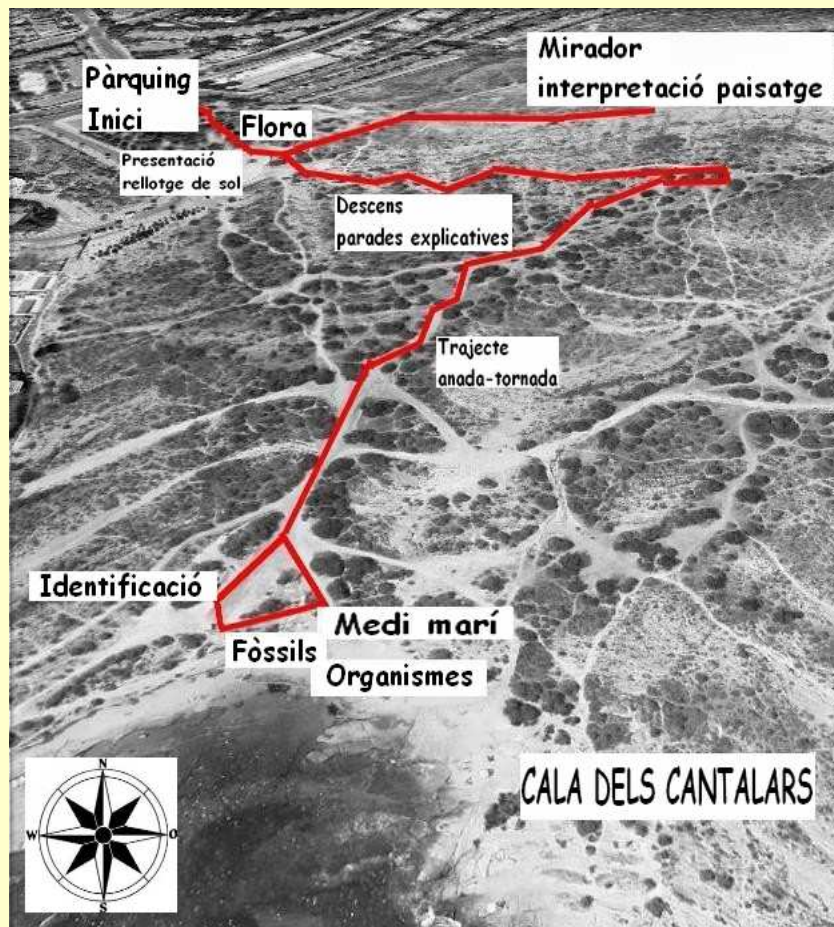 Mirador
interpretació paisatge
Pàrquing
Inici
Flora
Presentació
rellotge de sol
Descens
parades explicatives
Trajecte
anada-tornada
Identificació
Medi marí
Fòssils
Organismes
CALA DELS CANTALARS
N
W
O
S